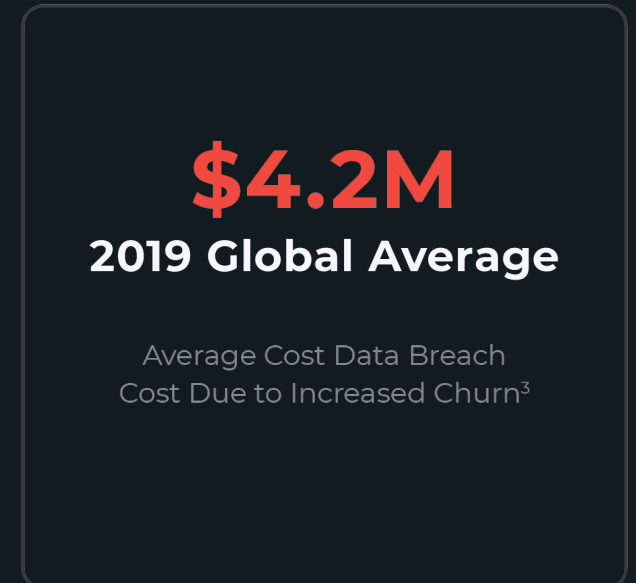 $4.2M
2019 Global Average
Average Cost Data Breach
Cost Due to Increased Churn³